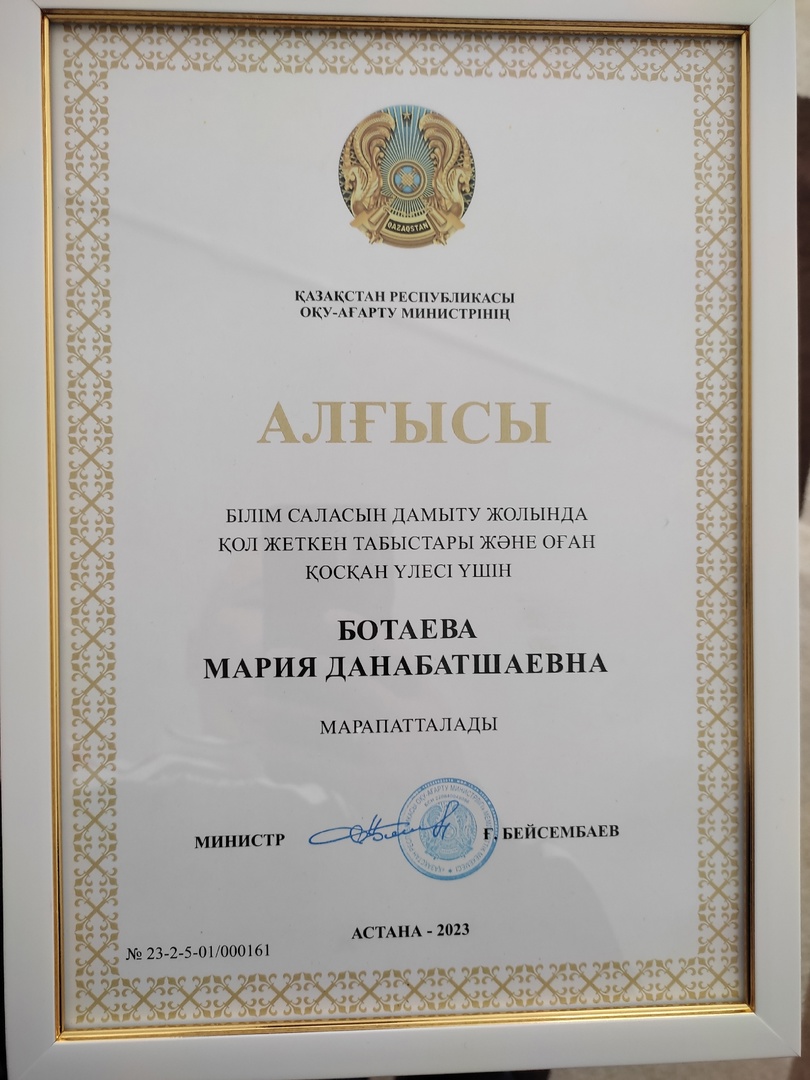 QAZAQSTAN
ҚАЗАҚСТАН РЕСПУБЛИКАСЫ
ОҚУ-АҒАРТУ МИНИСТРІНІҢ
АЛҒЫСЫ
БІЛІМ САЛАСЫН ДАМЫТУ ЖОЛЫНДА
ҚОЛ ЖЕТКЕН ТАБЫСТАРЫ ЖӘНЕ ОҒАН
ҚОСҚАН ҮЛЕСІ ҮШІН
БОТАЕВА
МАРИЯ ДАНАБАТШАЕВНА
МАРАПАТТАЛАДЫ
МИНИСТР Ғ. БЕЙСЕМБАЕВ
АСТАНА - 2023
№ 23-2-5-01/000161